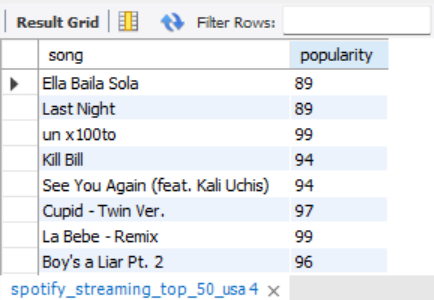 Result Grid Filter Rows:
song popularity
Ella Baila Sola 89
Last Night 89
un x100to 99
Kill Bill 94
See You Again (feat. Kali Uchis) 94
Cupid - Twin Ver. 97
La Bebe - Remix 99
Boy's a Liar Pt. 2 96
spotify_streaming_top_50_usa 4 ×